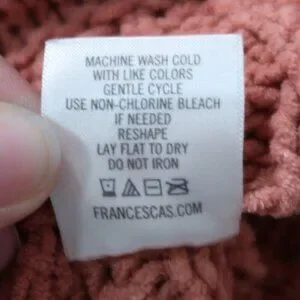 MACHINE WASH COLD
WITH LIKE COLORS
GENTLE CYCLE
USE NON-CHLORINE BLEACH
IF NEEDED
RESHAPE
LAY FLAT TO DRY
DO NOT IRON
FRANCESCAS.COM